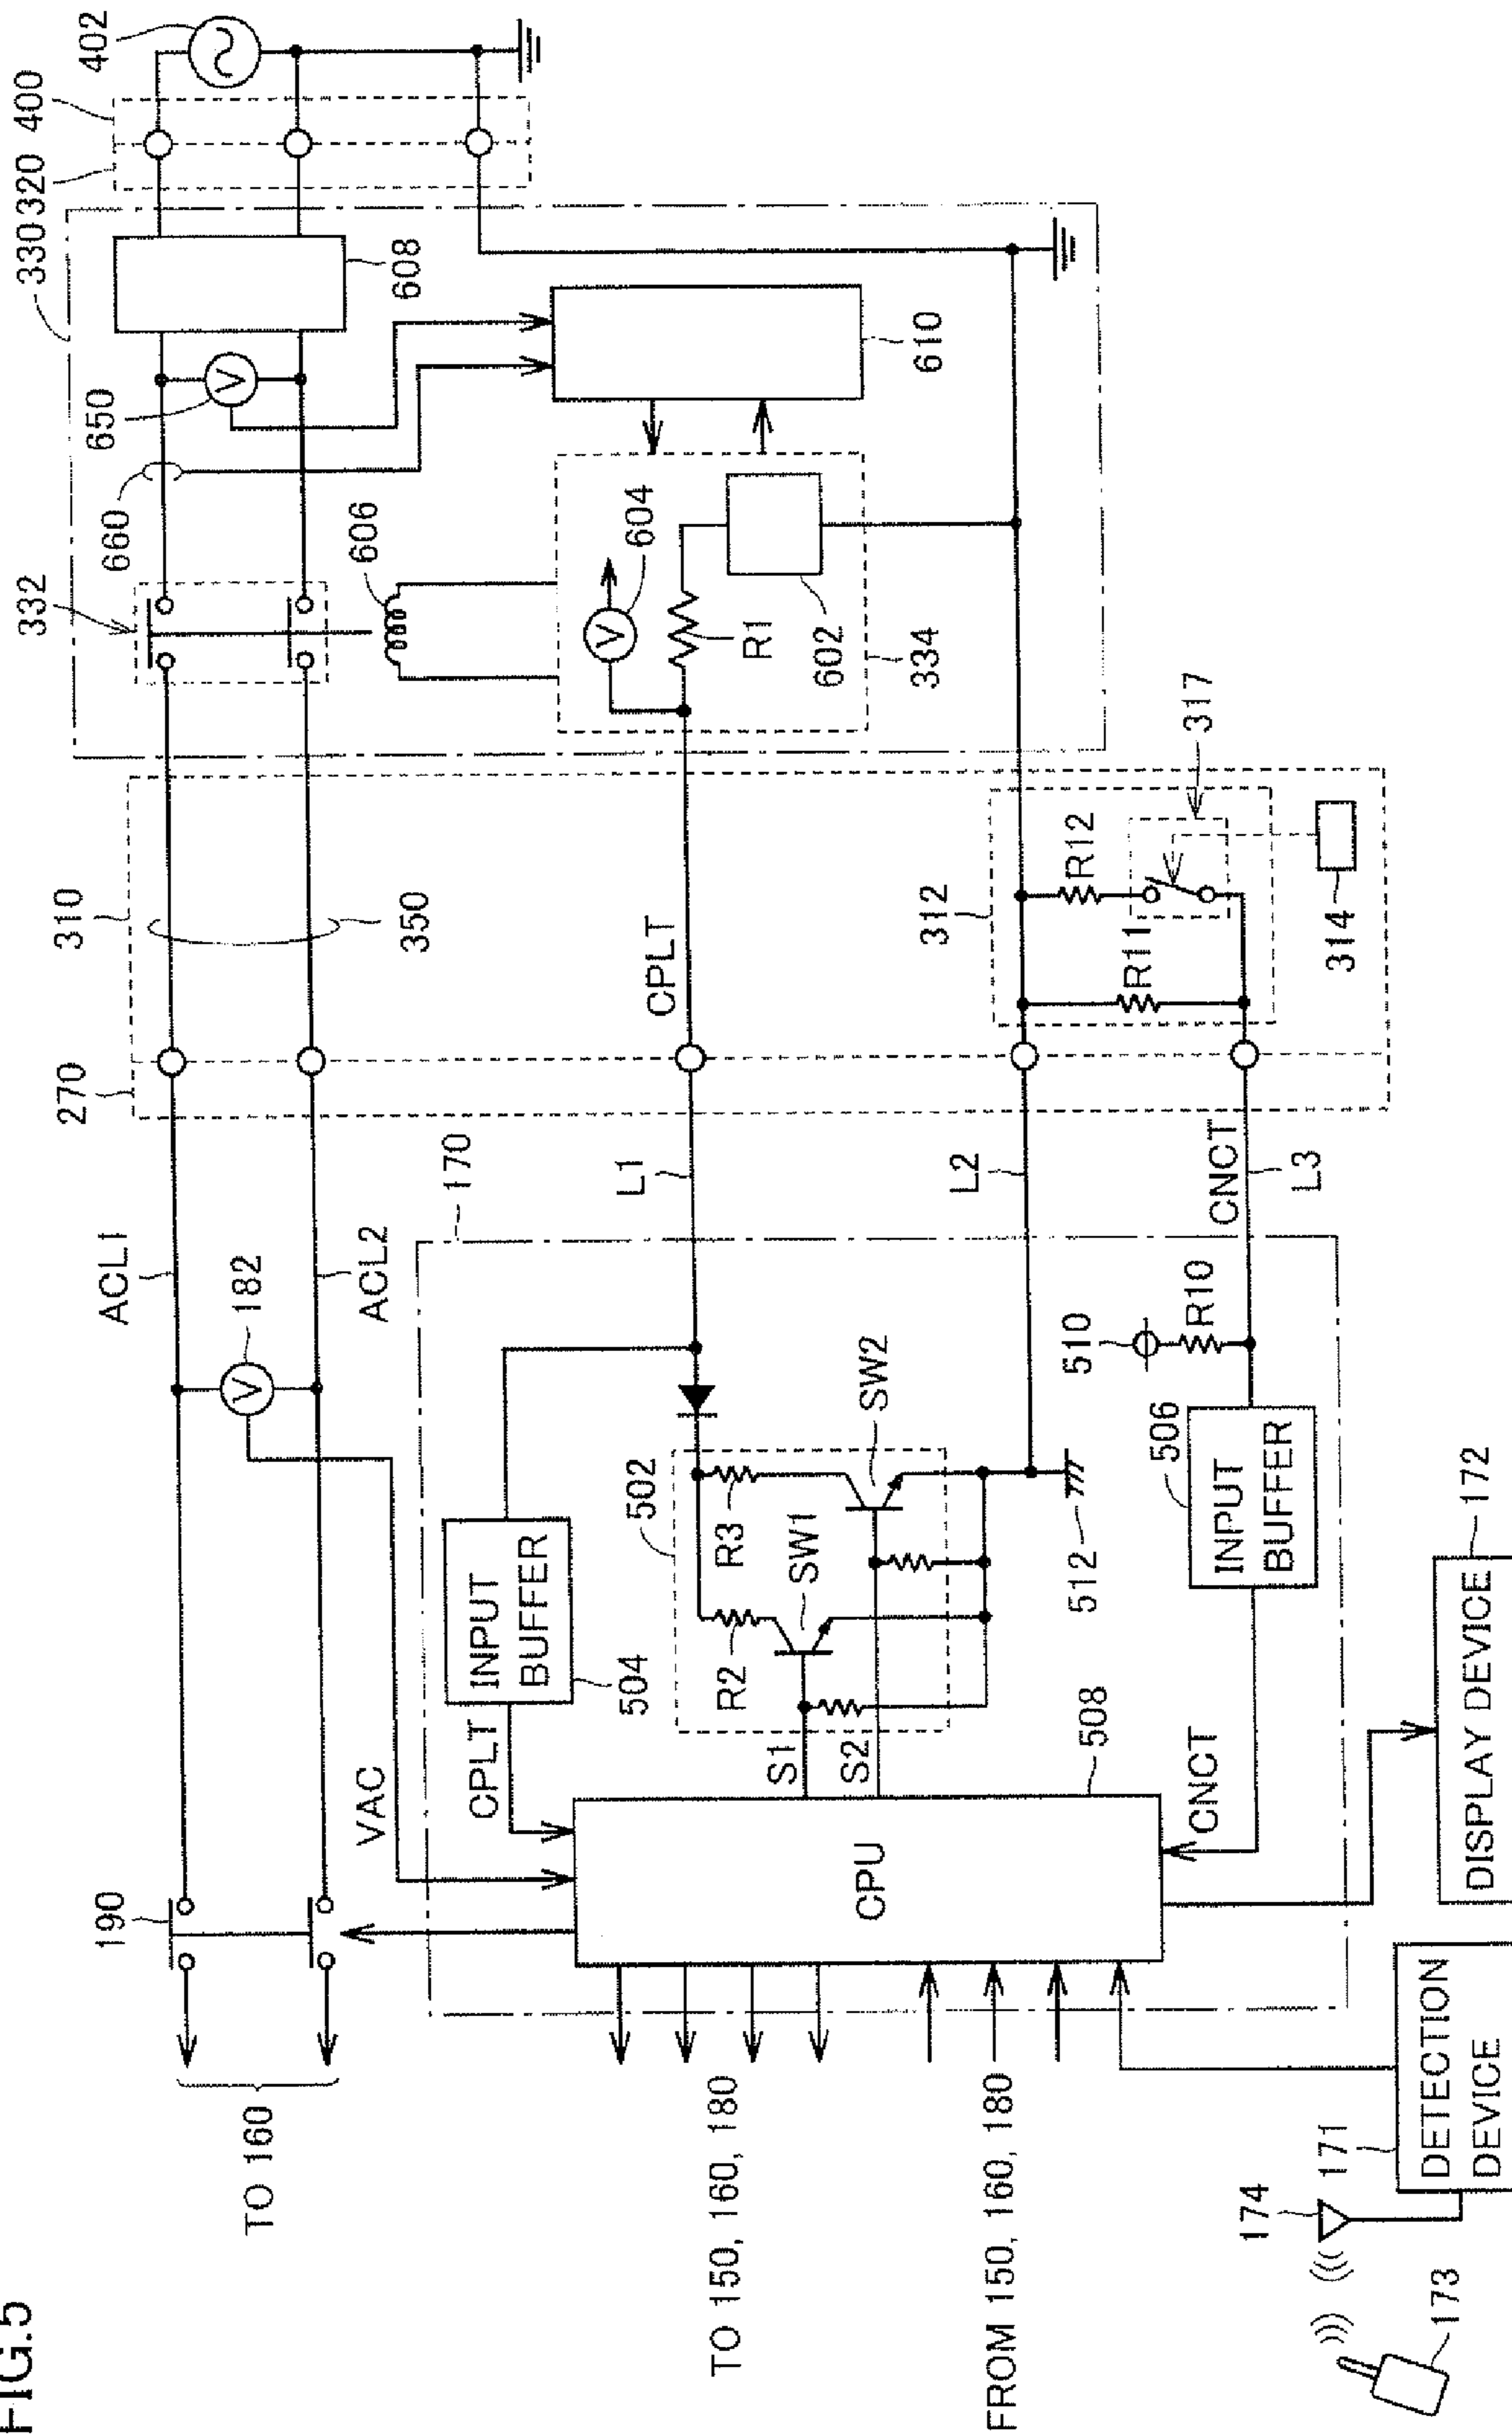 FIG.5
330
320
400
402
332
660
650
608
606
604
R1
602
334
610
310
350
CPLT
312
R12
317
R11
314
270
170
ACL1
182
ACL2
L1
L2
CNCT
L3
190
VAC
CPLT
INPUT
BUFFER
504
502
R2
R3
SW1
SW2
S1
S2
512
510
R10
506
INPUT
BUFFER
CPU
508
CNCT
172
DISPLAY DEVICE
TO 160
TO 150, 160, 180
FROM 150, 160, 180
174
171
DETECTION
DEVICE
173